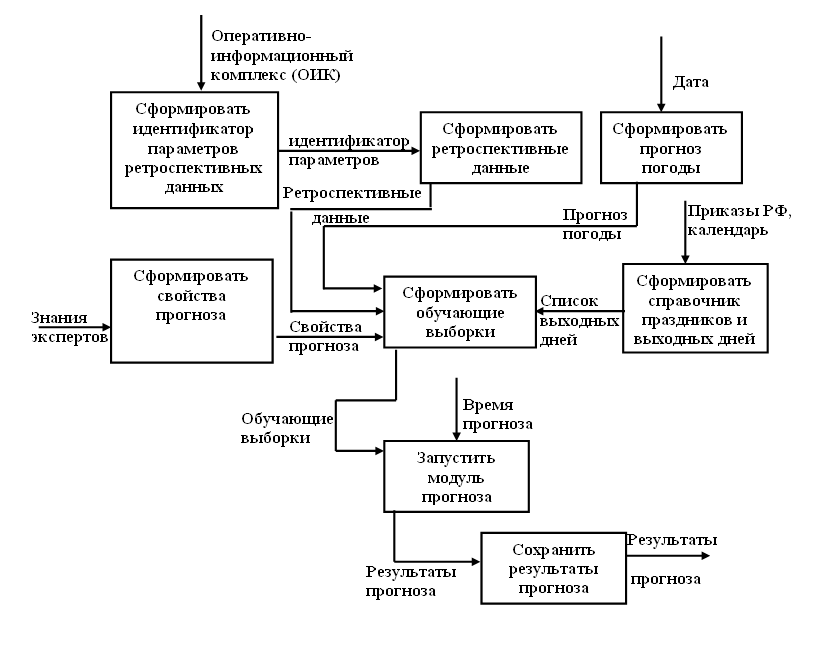 Оперативно-
информационный
комплекс (ОИК)
Дата
Сформировать
идентификатор
параметров
ретроспективных
данных
идентификатор
параметров
Сформировать
ретроспективные
данные
Сформировать
прогноз
погоды
Ретроспективные
данные
Прогноз
погоды
Приказы РФ,
календарь
Знания
экспертов
Сформировать
свойства
прогноза
Свойства
прогноза
Сформировать
обучающие
выборки
Список
выходных
дней
Сформировать
справочник
праздников и
выходных дней
Обучающие
выборки
Время
прогноза
Запустить
модуль
прогноза
Результаты
прогноза
Сохранить
результаты
прогноза
Результаты
прогноза